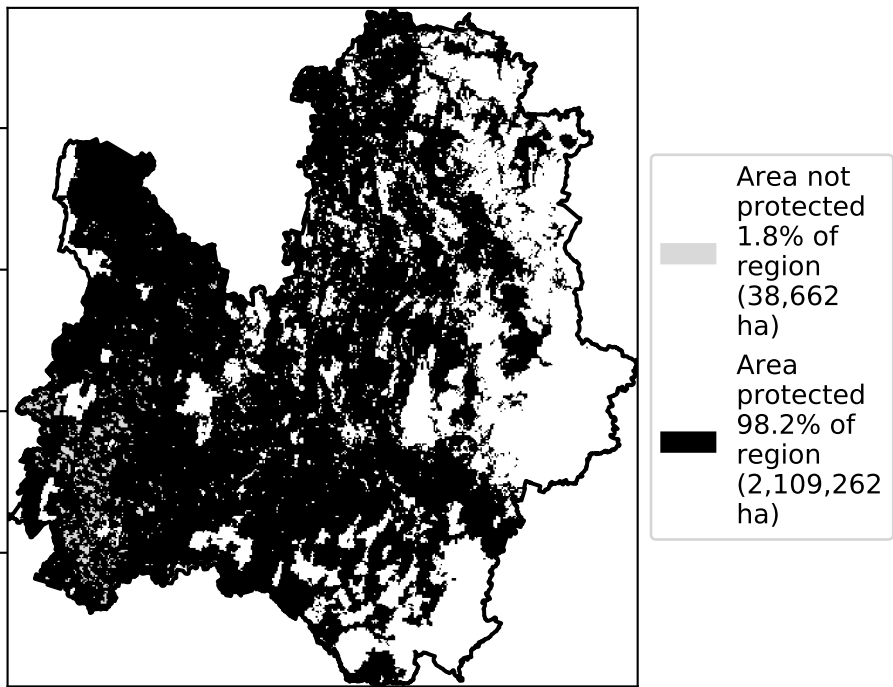 Area not
protected
1.8% of
region
(38,662
ha)
Area
protected
98.2% of
region
(2,109,262
ha)